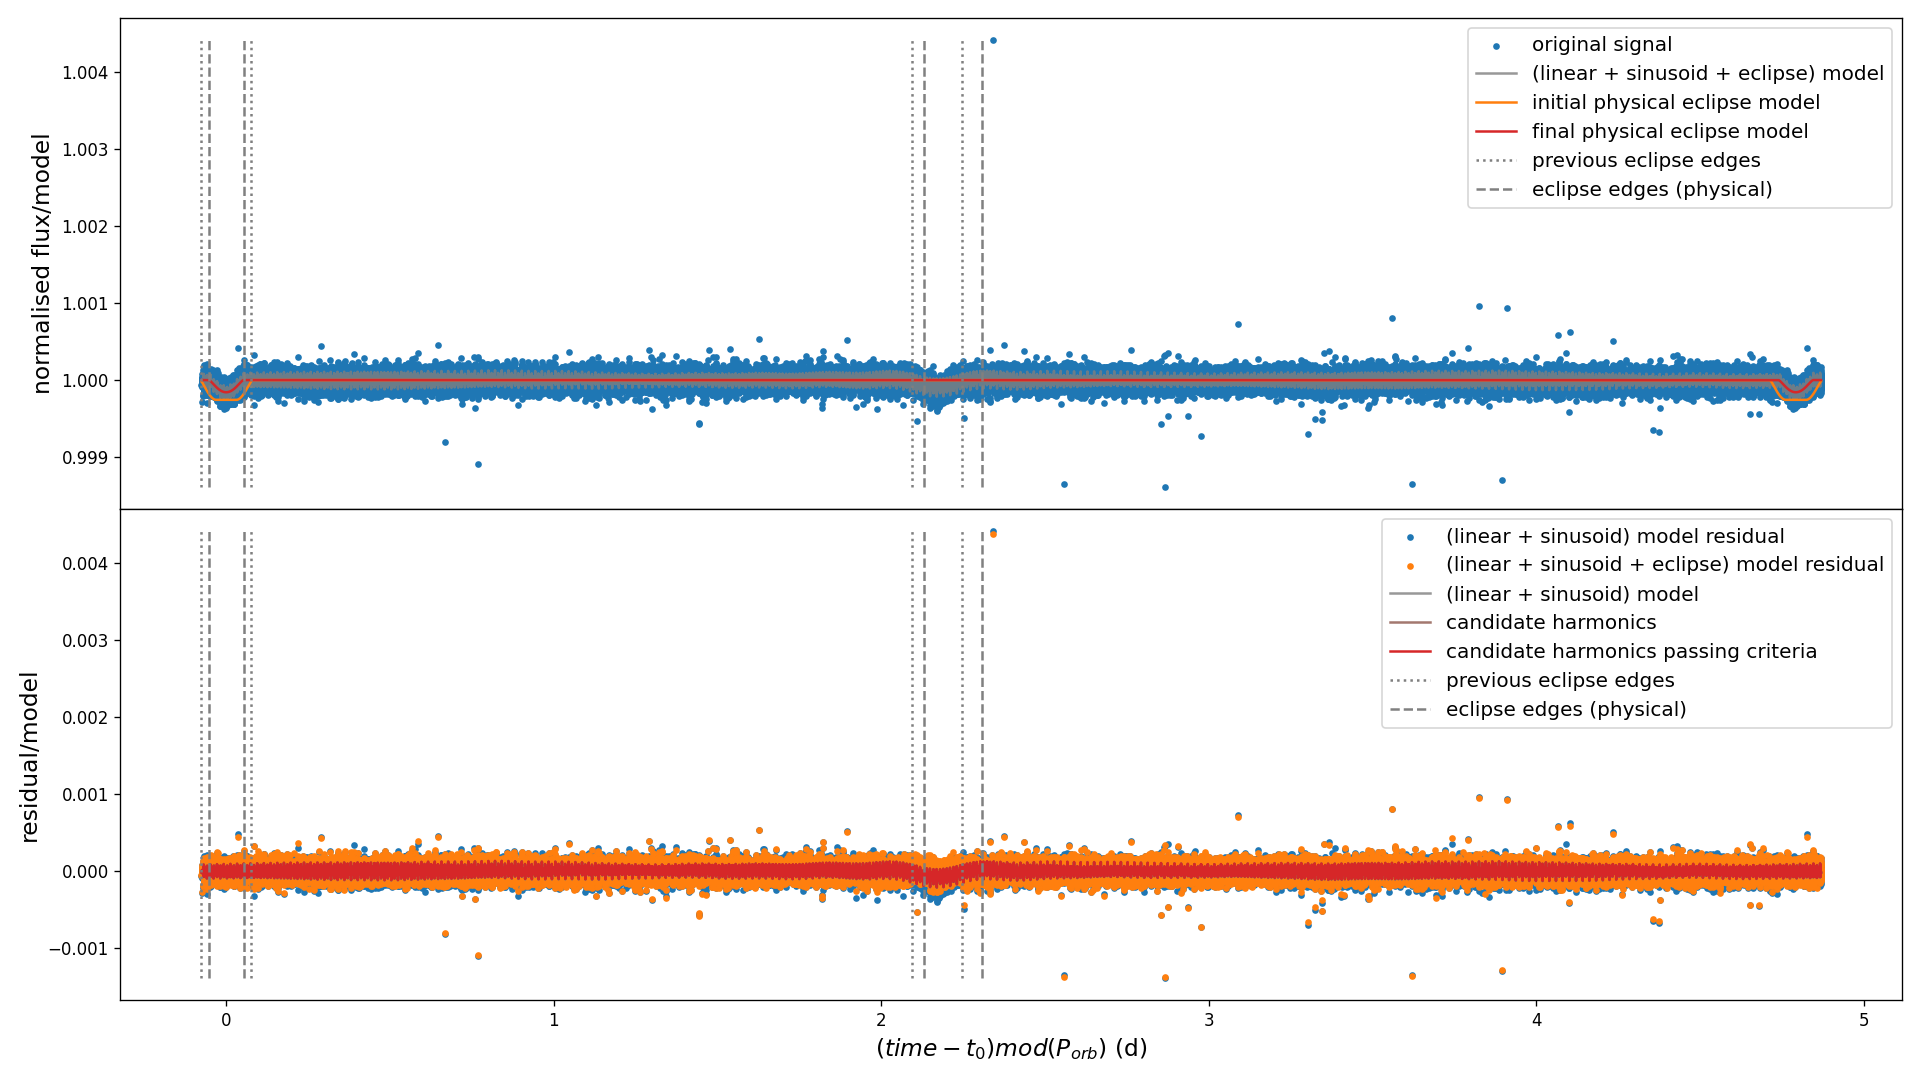 normalised flux/model
1.004
1.003
1.002
1.001
1.000
0.999
original signal
(linear + sinusoid + eclipse) model
initial physical eclipse model
final physical eclipse model
previous eclipse edges
eclipse edges (physical)
residual/model
0.004
0.003
0.002
0.001
0.000
−0.001
(linear + sinusoid) model residual
(linear + sinusoid + eclipse) model residual
(linear + sinusoid) model
candidate harmonics
candidate harmonics passing criteria
previous eclipse edges
eclipse edges (physical)
0 1 2 3 4 5
(time − t₀)mod(Pₒᵣb) (d)